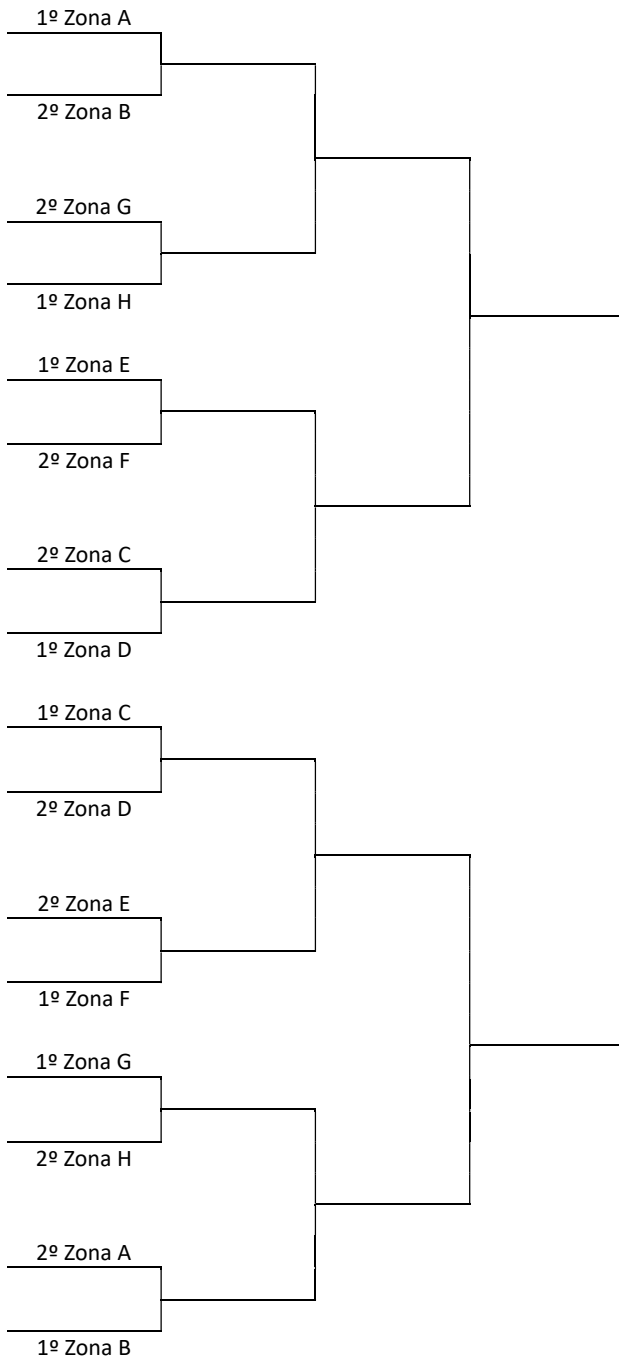 1º Zona A
2º Zona B
2º Zona G
1º Zona H
1º Zona E
2º Zona F
2º Zona C
1º Zona D
1º Zona C
2º Zona D
2º Zona E
1º Zona F
1º Zona G
2º Zona H
2º Zona A
1º Zona B